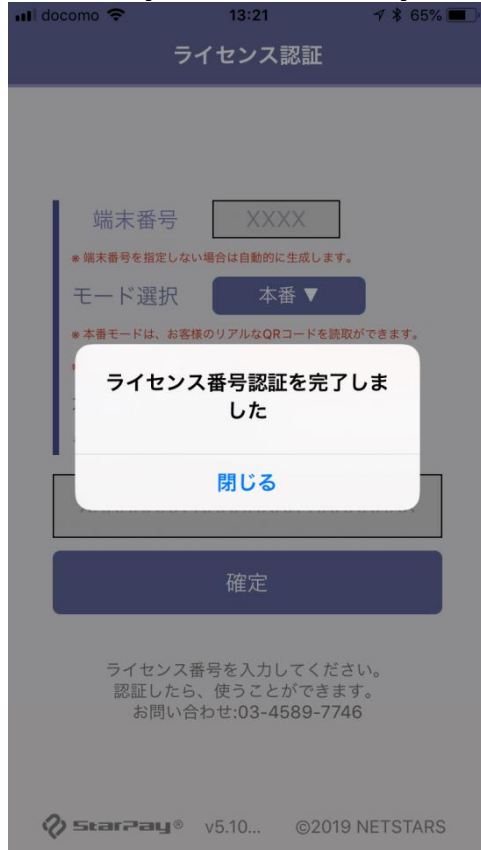 docomo 13:21 65%
ライセンス認証
端末番号 XXXX
※端末番号を指定しない場合は自動的に生成します。
モード選択 本番▼
※本番モードは、お客様のリアルなQRコードを読取ができます。
ライセンス番号認証を完了しま
した
閉じる
確定
ライセンス番号を入力してください。
認証したら、使うことができます。
お問い合わせ:03-4589-7746
StarPay® v5.10... ©2019 NETSTARS